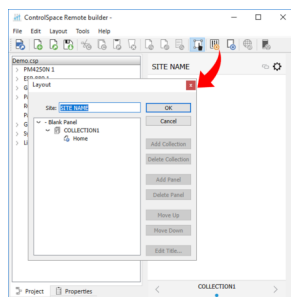 ControlSpace Remote builder -
File Edit Layout Tools Help
Demo.csp
PM4250N 1
SITE NAME
Layout
Site: SITE NAME
OK
Cancel
- Blank Panel
COLLECTION1
Home
Add Collection
Delete Collection
Add Panel
Delete Panel
Move Up
Move Down
Edit Title...
Project Properties
COLLECTION1